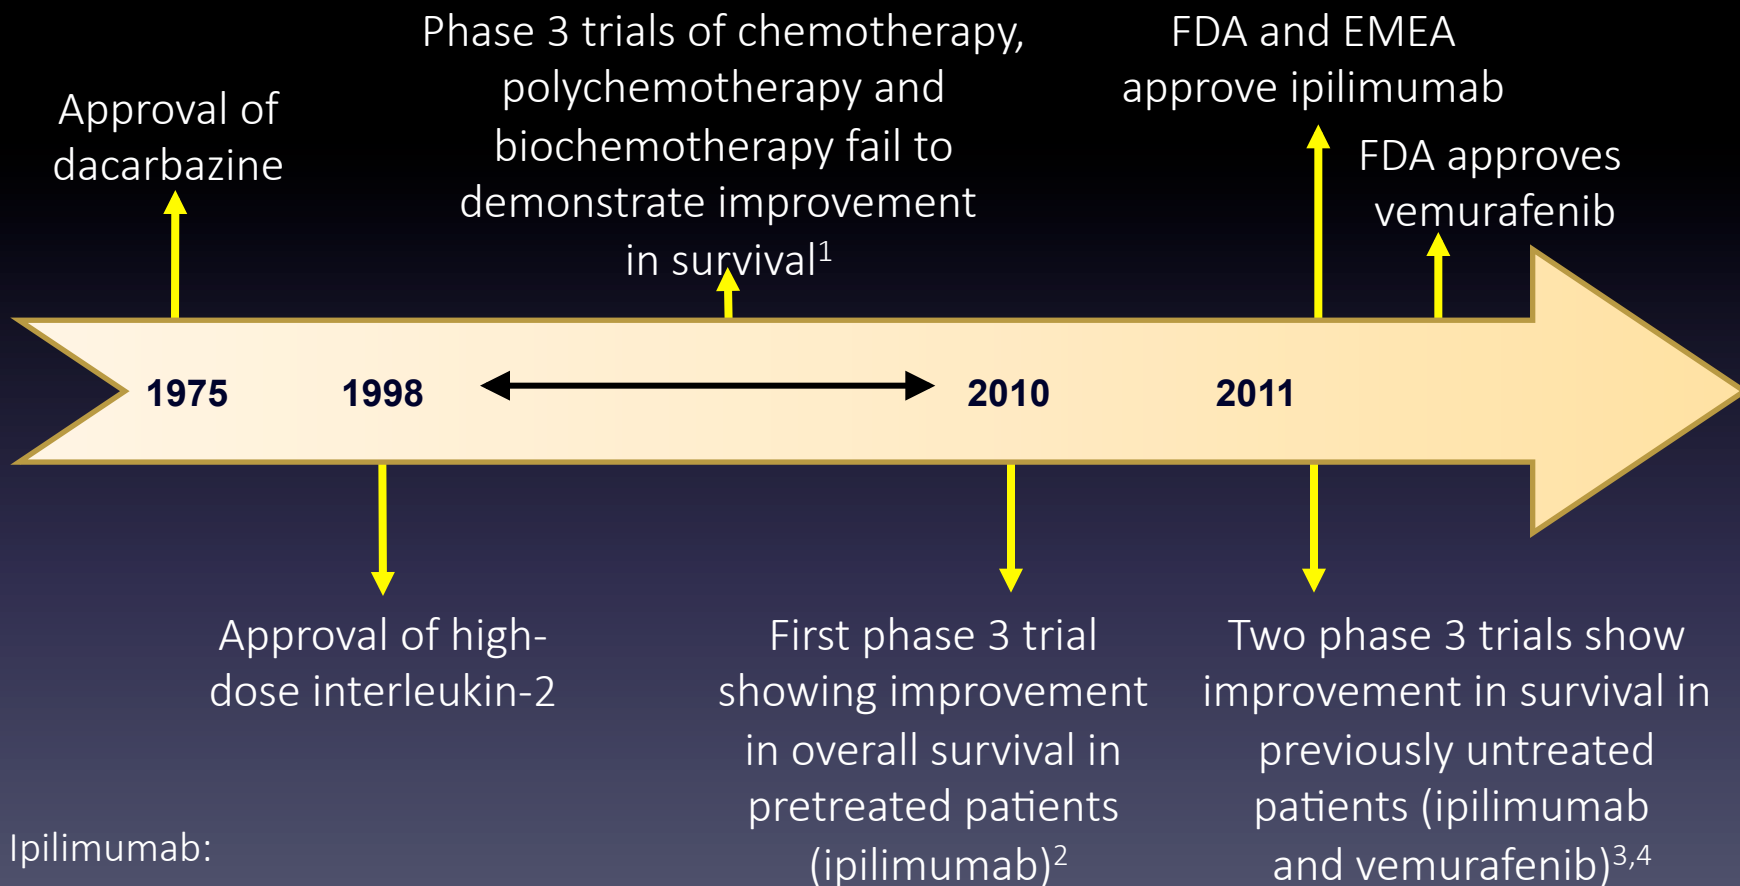 Approval of
dacarbazine
Phase 3 trials of chemotherapy,
polychemotherapy and
biochemotherapy fail to
demonstrate improvement
in survival¹
FDA and EMEA
approve ipilimumab
FDA approves
vemurafenib
1975
1998
2010
2011
Approval of high-
dose interleukin-2
First phase 3 trial
showing improvement
in overall survival in
pretreated patients
(ipilimumab)²
Two phase 3 trials show
improvement in survival in
previously untreated
patients (ipilimumab
and vemurafenib)³,⁴
Ipilimumab: